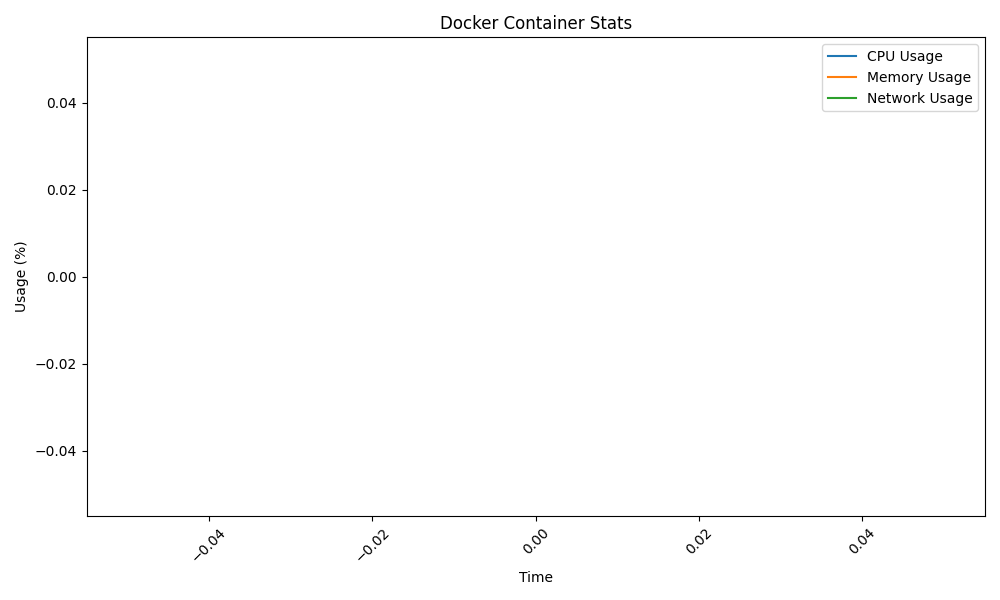 Docker Container Stats
CPU Usage
Memory Usage
Network Usage
0.04
0.02
0.00
−0.02
−0.04
Usage (%)
−0.04
−0.02
0.00
0.02
0.04
Time